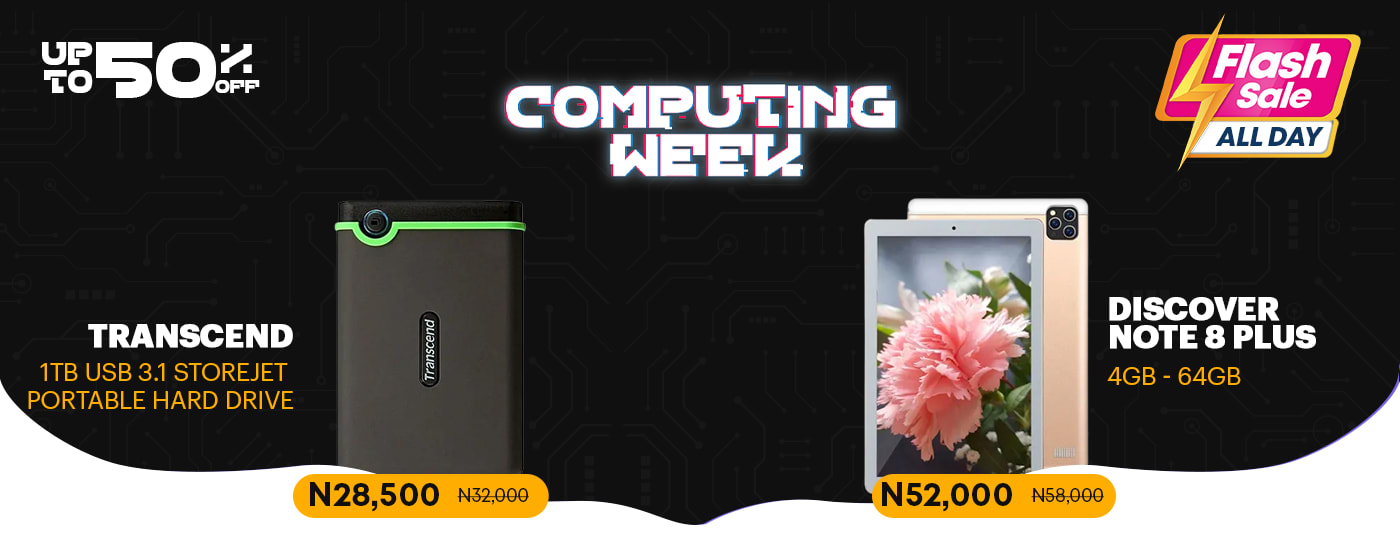 UP TO 50% OFF
COMPUTING
WEEK
Flash
Sale
ALL DAY
TRANSCEND
1TB USB 3.1 STOREJET
PORTABLE HARD DRIVE
Transcend
DISCOVER
NOTE 8 PLUS
4GB - 64GB
N28,500 N32,000
N52,000 N58,000